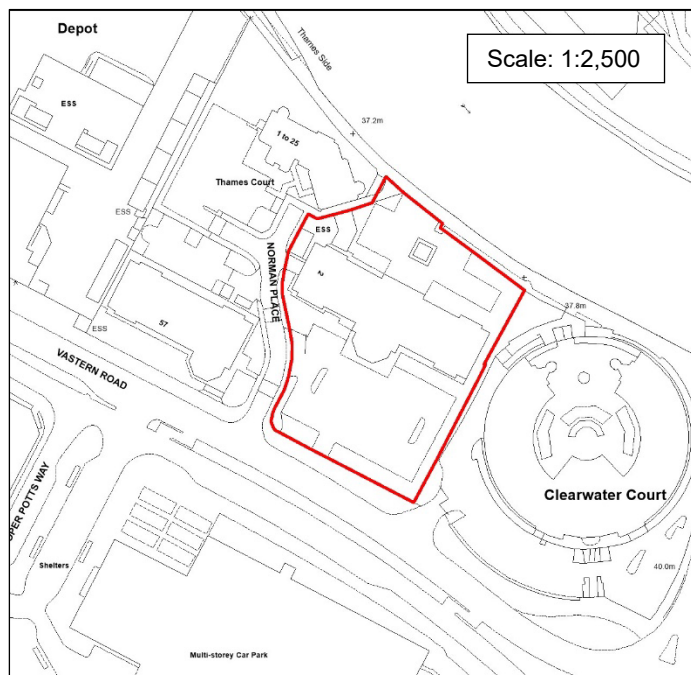 Depot
Thames Side
Scale: 1:2,500
ESS
37.2m
1 to 25
Thames Court
ESS
ESS
2
NORMAN PLACE
37.8m
ESS
57
VASTERN ROAD
Clearwater Court
OPER POTTS WAY
Shelters
40.0m
Multi-storey Car Park